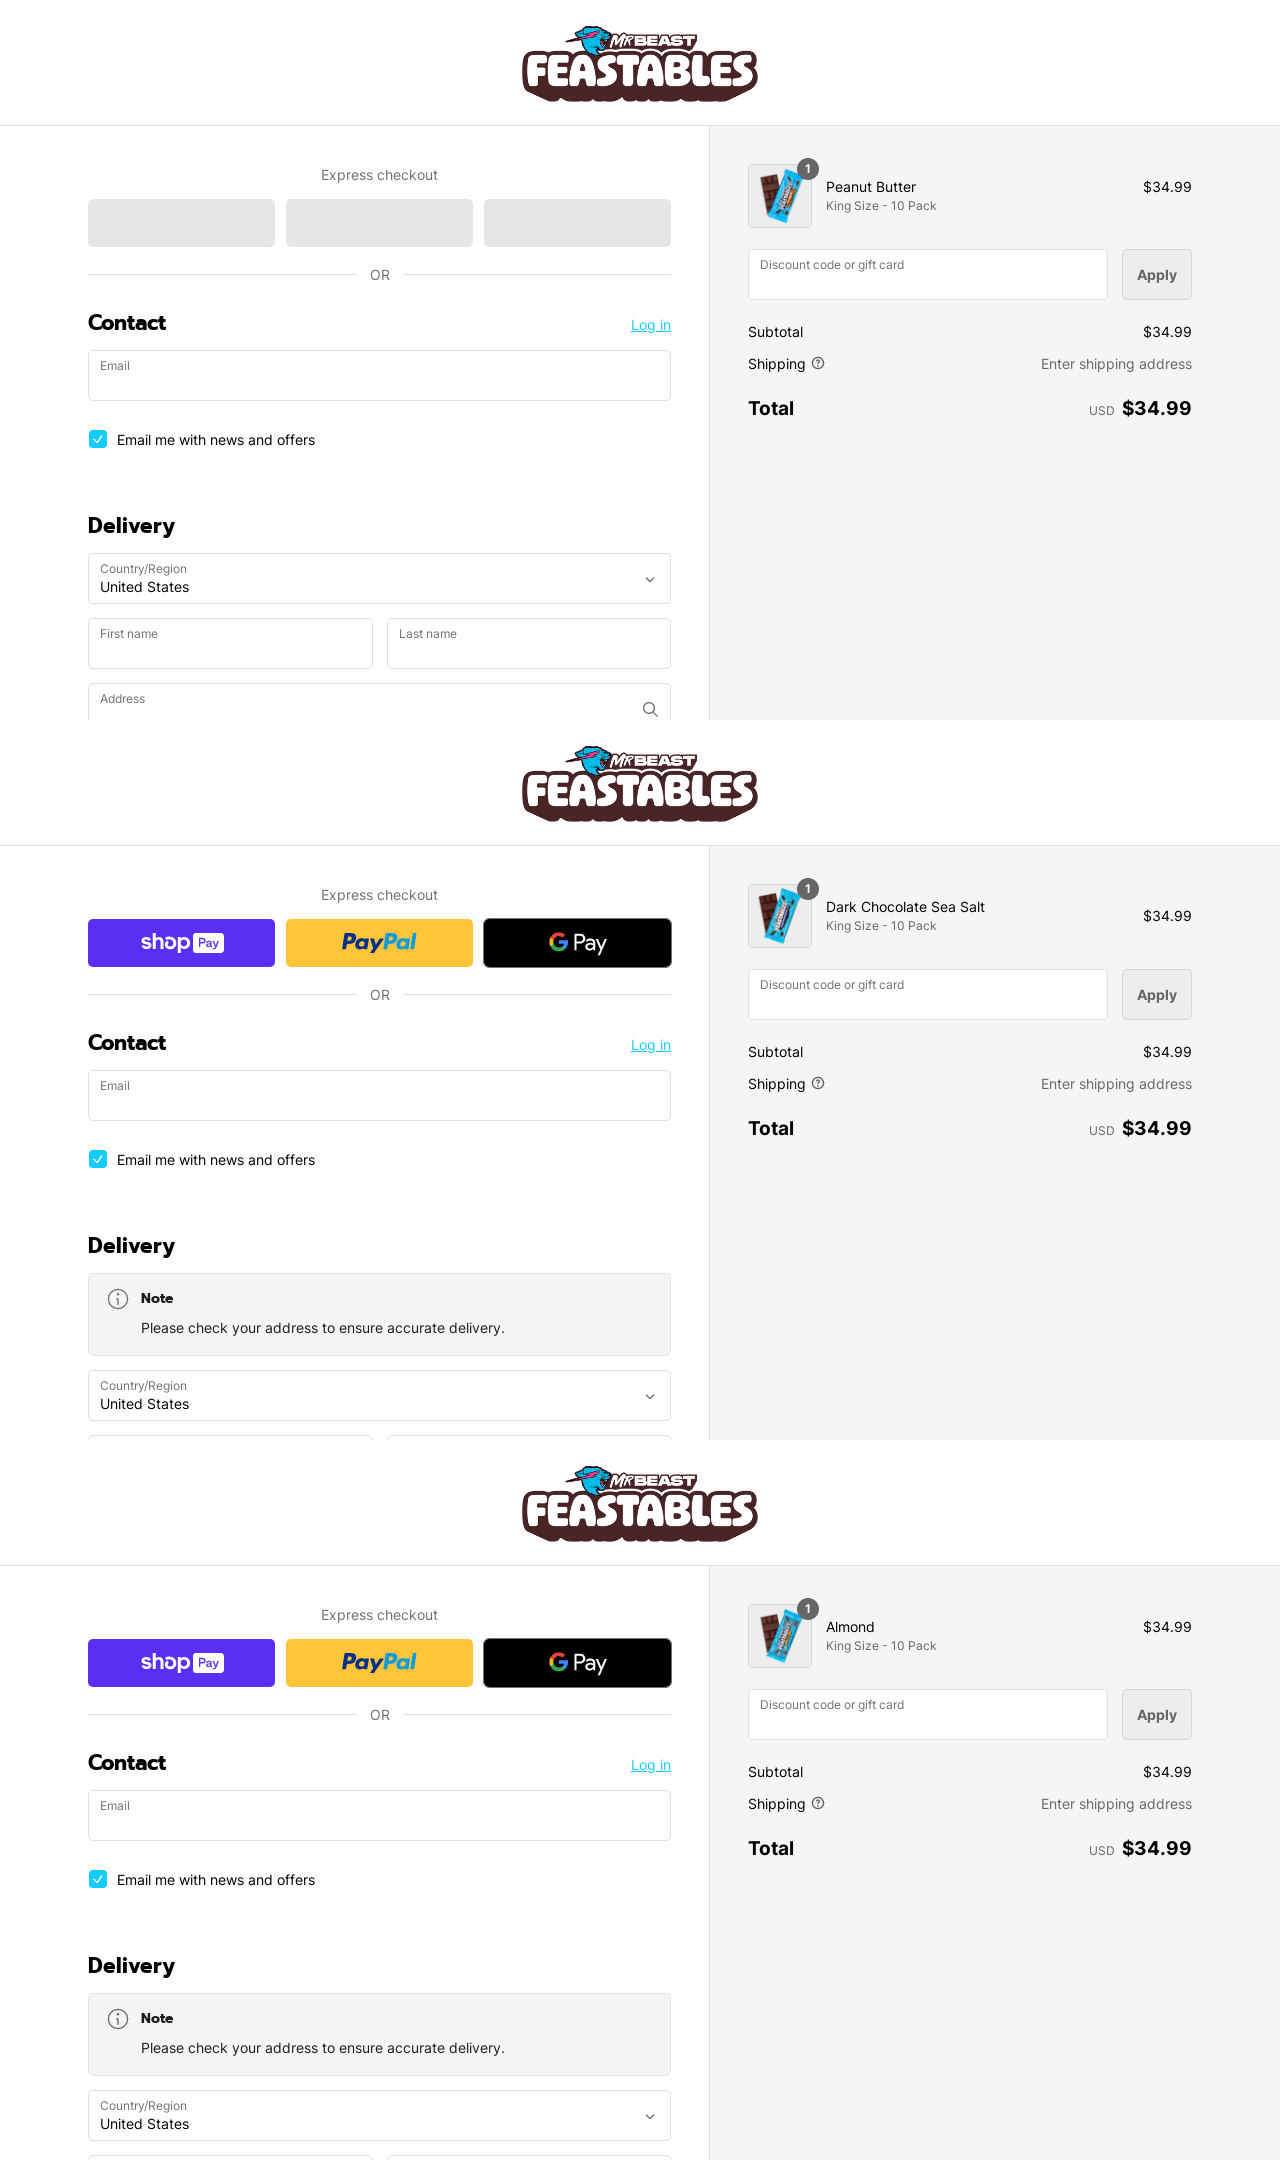 MR BEAST
FEASTABLES
Express checkout
OR
Contact
Log in
Email
Email me with news and offers
Delivery
Country/Region
United States
First name
Last name
Address
1
Peanut Butter
King Size - 10 Pack
$34.99
Discount code or gift card
Apply
Subtotal
$34.99
Shipping
Enter shipping address
Total
USD $34.99
MR BEAST
FEASTABLES
Express checkout
shop Pay
PayPal
G Pay
OR
Contact
Log in
Email
Email me with news and offers
Delivery
Note
Please check your address to ensure accurate delivery.
Country/Region
United States
1
Dark Chocolate Sea Salt
King Size - 10 Pack
$34.99
Discount code or gift card
Apply
Subtotal
$34.99
Shipping
Enter shipping address
Total
USD $34.99
MR BEAST
FEASTABLES
Express checkout
shop Pay
PayPal
G Pay
OR
Contact
Log in
Email
Email me with news and offers
Delivery
Note
Please check your address to ensure accurate delivery.
Country/Region
United States
1
Almond
King Size - 10 Pack
$34.99
Discount code or gift card
Apply
Subtotal
$34.99
Shipping
Enter shipping address
Total
USD $34.99